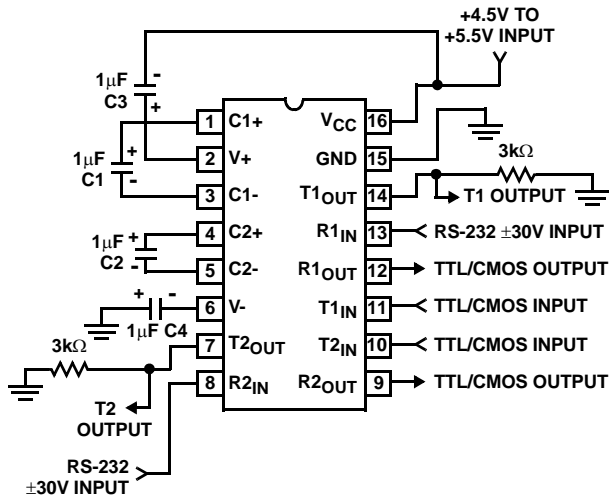 +4.5V TO
+5.5V INPUT
1µF
C3
-
+
1 C1+
VCC 16
+
1µF
C1
-
2 V+
GND 15
3kΩ
3 C1-
T1OUT 14
T1 OUTPUT
1µF
C2
+
-
4 C2+
R1IN 13
RS-232 ±30V INPUT
5 C2-
R1OUT 12
TTL/CMOS OUTPUT
+ -
1µF C4
6 V-
T1IN 11
TTL/CMOS INPUT
3kΩ
7 T2OUT
T2IN 10
TTL/CMOS INPUT
8 R2IN
R2OUT 9
TTL/CMOS OUTPUT
T2
OUTPUT
RS-232
±30V INPUT